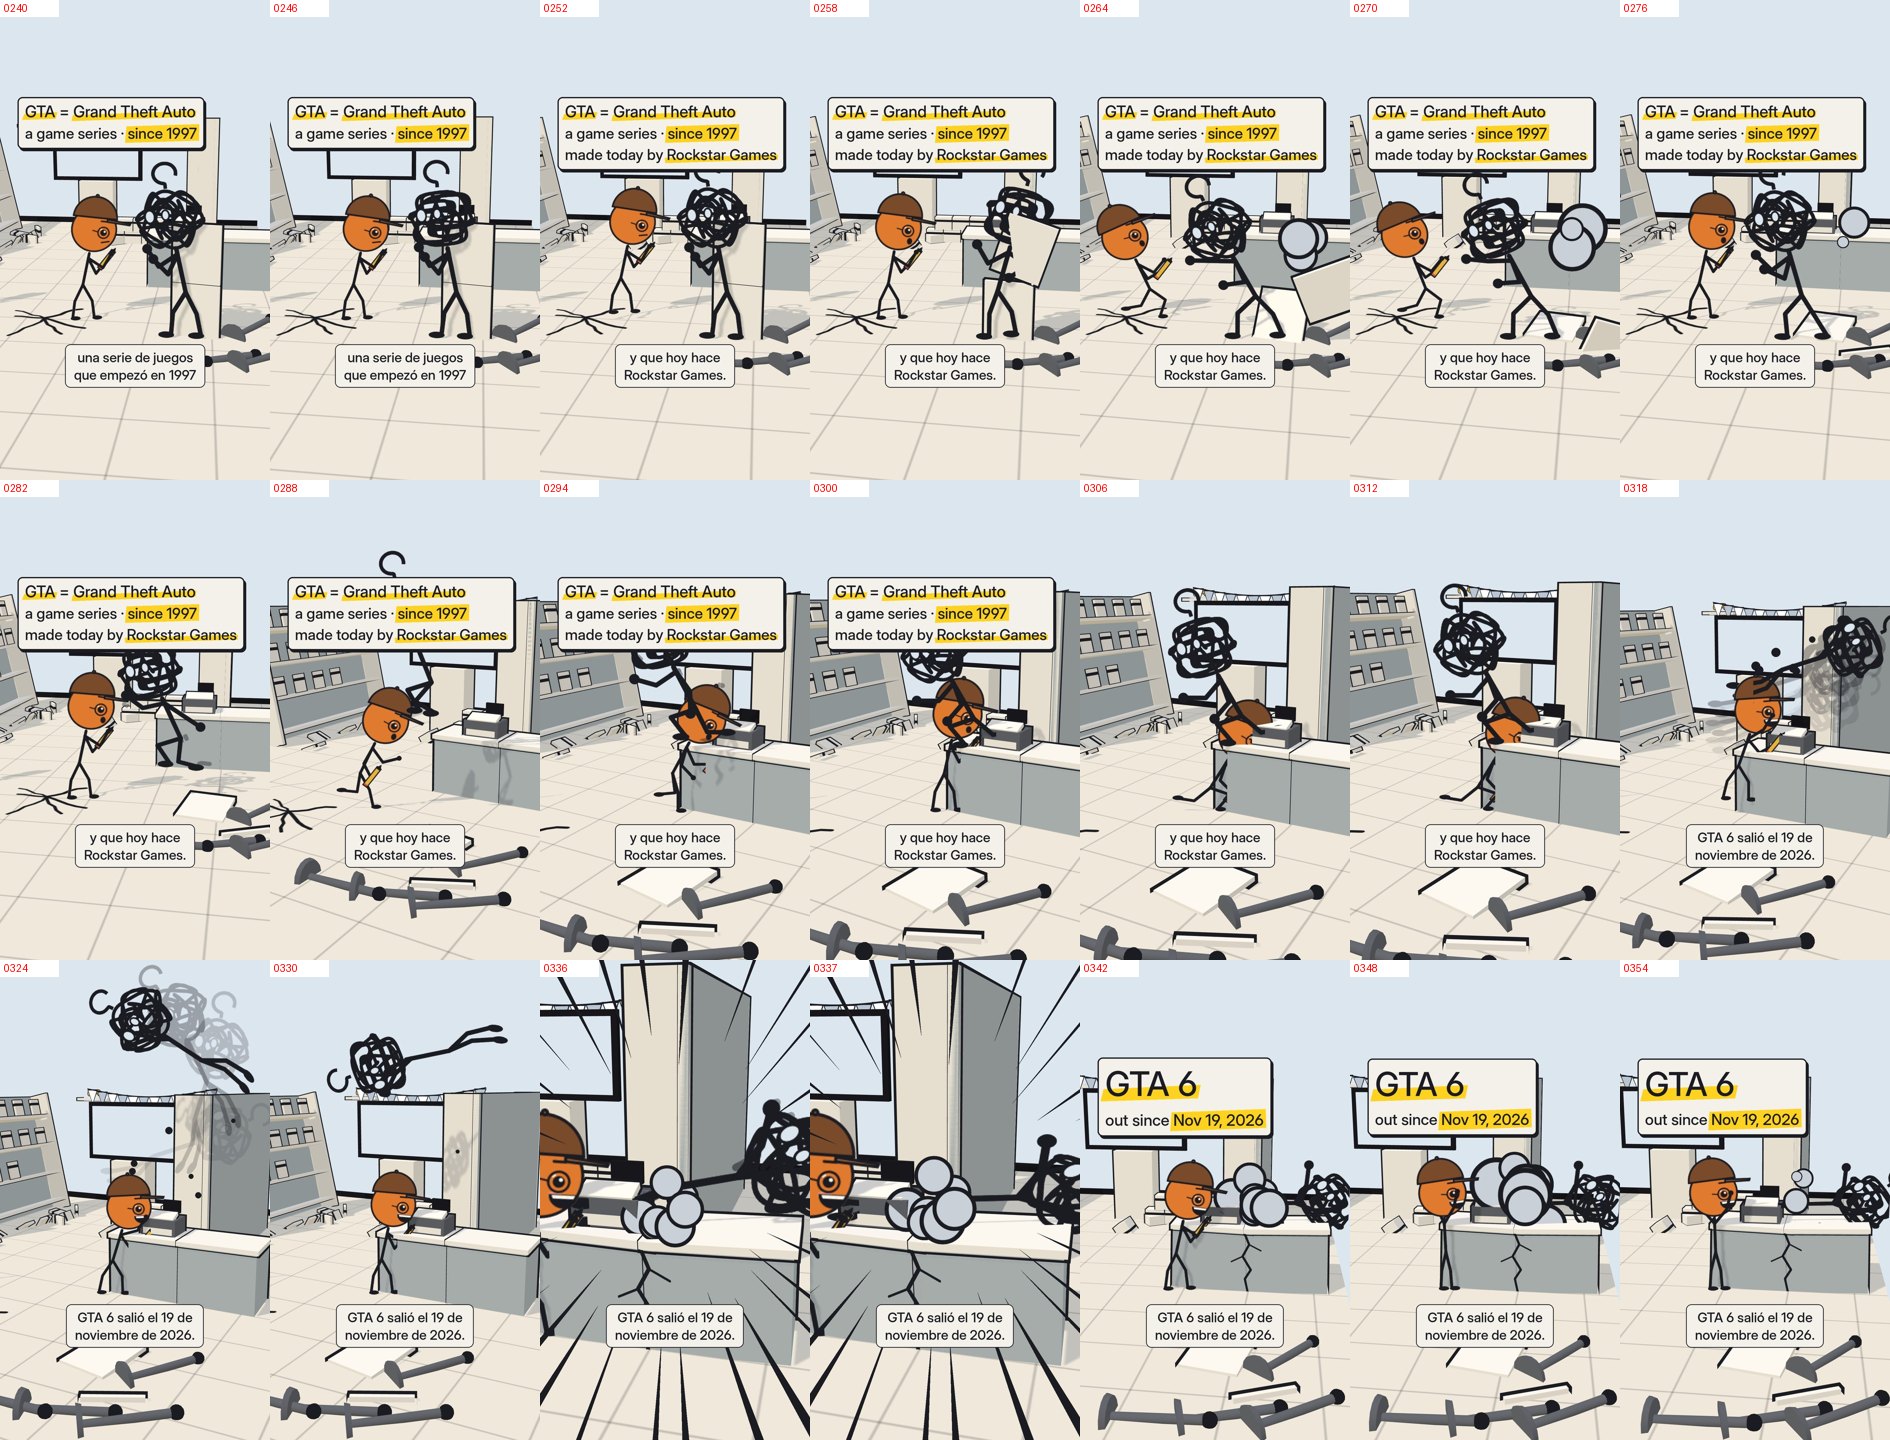 0240
GTA = Grand Theft Auto
a game series · since 1997
una serie de juegos
que empezó en 1997
0246
GTA = Grand Theft Auto
a game series · since 1997
una serie de juegos
que empezó en 1997
0252
GTA = Grand Theft Auto
a game series · since 1997
made today by Rockstar Games
y que hoy hace
Rockstar Games.
0258
GTA = Grand Theft Auto
a game series · since 1997
made today by Rockstar Games
y que hoy hace
Rockstar Games.
0264
GTA = Grand Theft Auto
a game series · since 1997
made today by Rockstar Games
y que hoy hace
Rockstar Games.
0270
GTA = Grand Theft Auto
a game series · since 1997
made today by Rockstar Games
y que hoy hace
Rockstar Games.
0276
GTA = Grand Theft Auto
a game series · since 1997
made today by Rockstar Games
y que hoy hace
Rockstar Games.
0282
GTA = Grand Theft Auto
a game series · since 1997
made today by Rockstar Games
y que hoy hace
Rockstar Games.
0288
GTA = Grand Theft Auto
a game series · since 1997
made today by Rockstar Games
y que hoy hace
Rockstar Games.
0294
GTA = Grand Theft Auto
a game series · since 1997
made today by Rockstar Games
y que hoy hace
Rockstar Games.
0300
GTA = Grand Theft Auto
a game series · since 1997
made today by Rockstar Games
y que hoy hace
Rockstar Games.
0306
y que hoy hace
Rockstar Games.
0312
y que hoy hace
Rockstar Games.
0318
GTA 6 salió el 19 de
noviembre de 2026.
0324
GTA 6 salió el 19 de
noviembre de 2026.
0330
GTA 6 salió el 19 de
noviembre de 2026.
0336
GTA 6 salió el 19 de
noviembre de 2026.
0337
GTA 6 salió el 19 de
noviembre de 2026.
0342
GTA 6
out since Nov 19, 2026
GTA 6 salió el 19 de
noviembre de 2026.
0348
GTA 6
out since Nov 19, 2026
GTA 6 salió el 19 de
noviembre de 2026.
0354
GTA 6
out since Nov 19, 2026
GTA 6 salió el 19 de
noviembre de 2026.